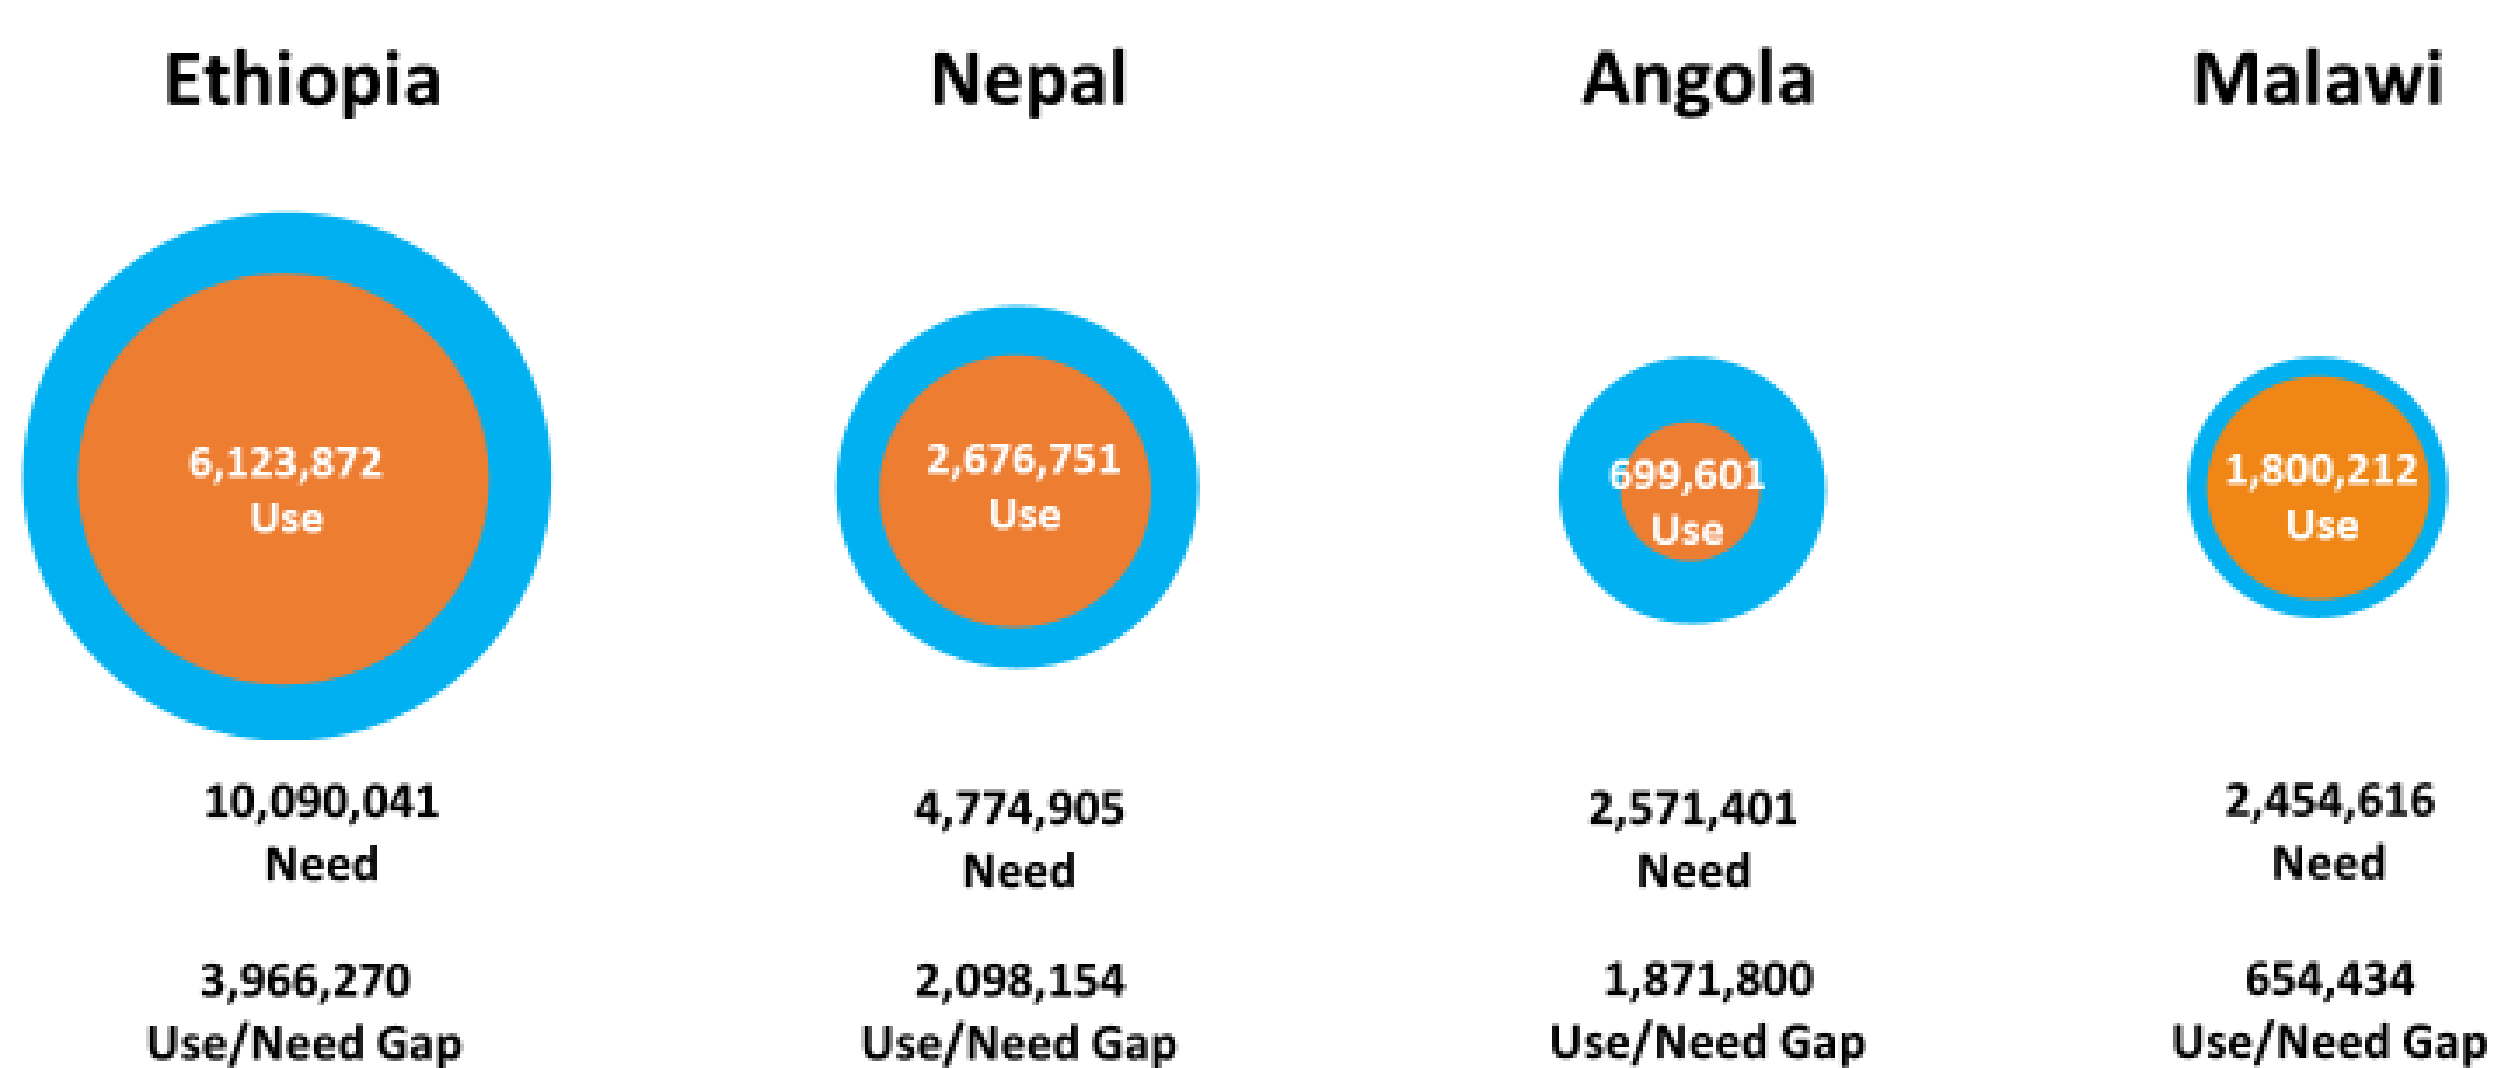 Ethiopia
Nepal
Angola
Malawi
6,123,872
Use
2,676,751
Use
699,601
Use
1,800,212
Use
10,090,041
Need
4,774,905
Need
2,571,401
Need
2,454,616
Need
3,966,270
Use/Need Gap
2,098,154
Use/Need Gap
1,871,800
Use/Need Gap
654,434
Use/Need Gap